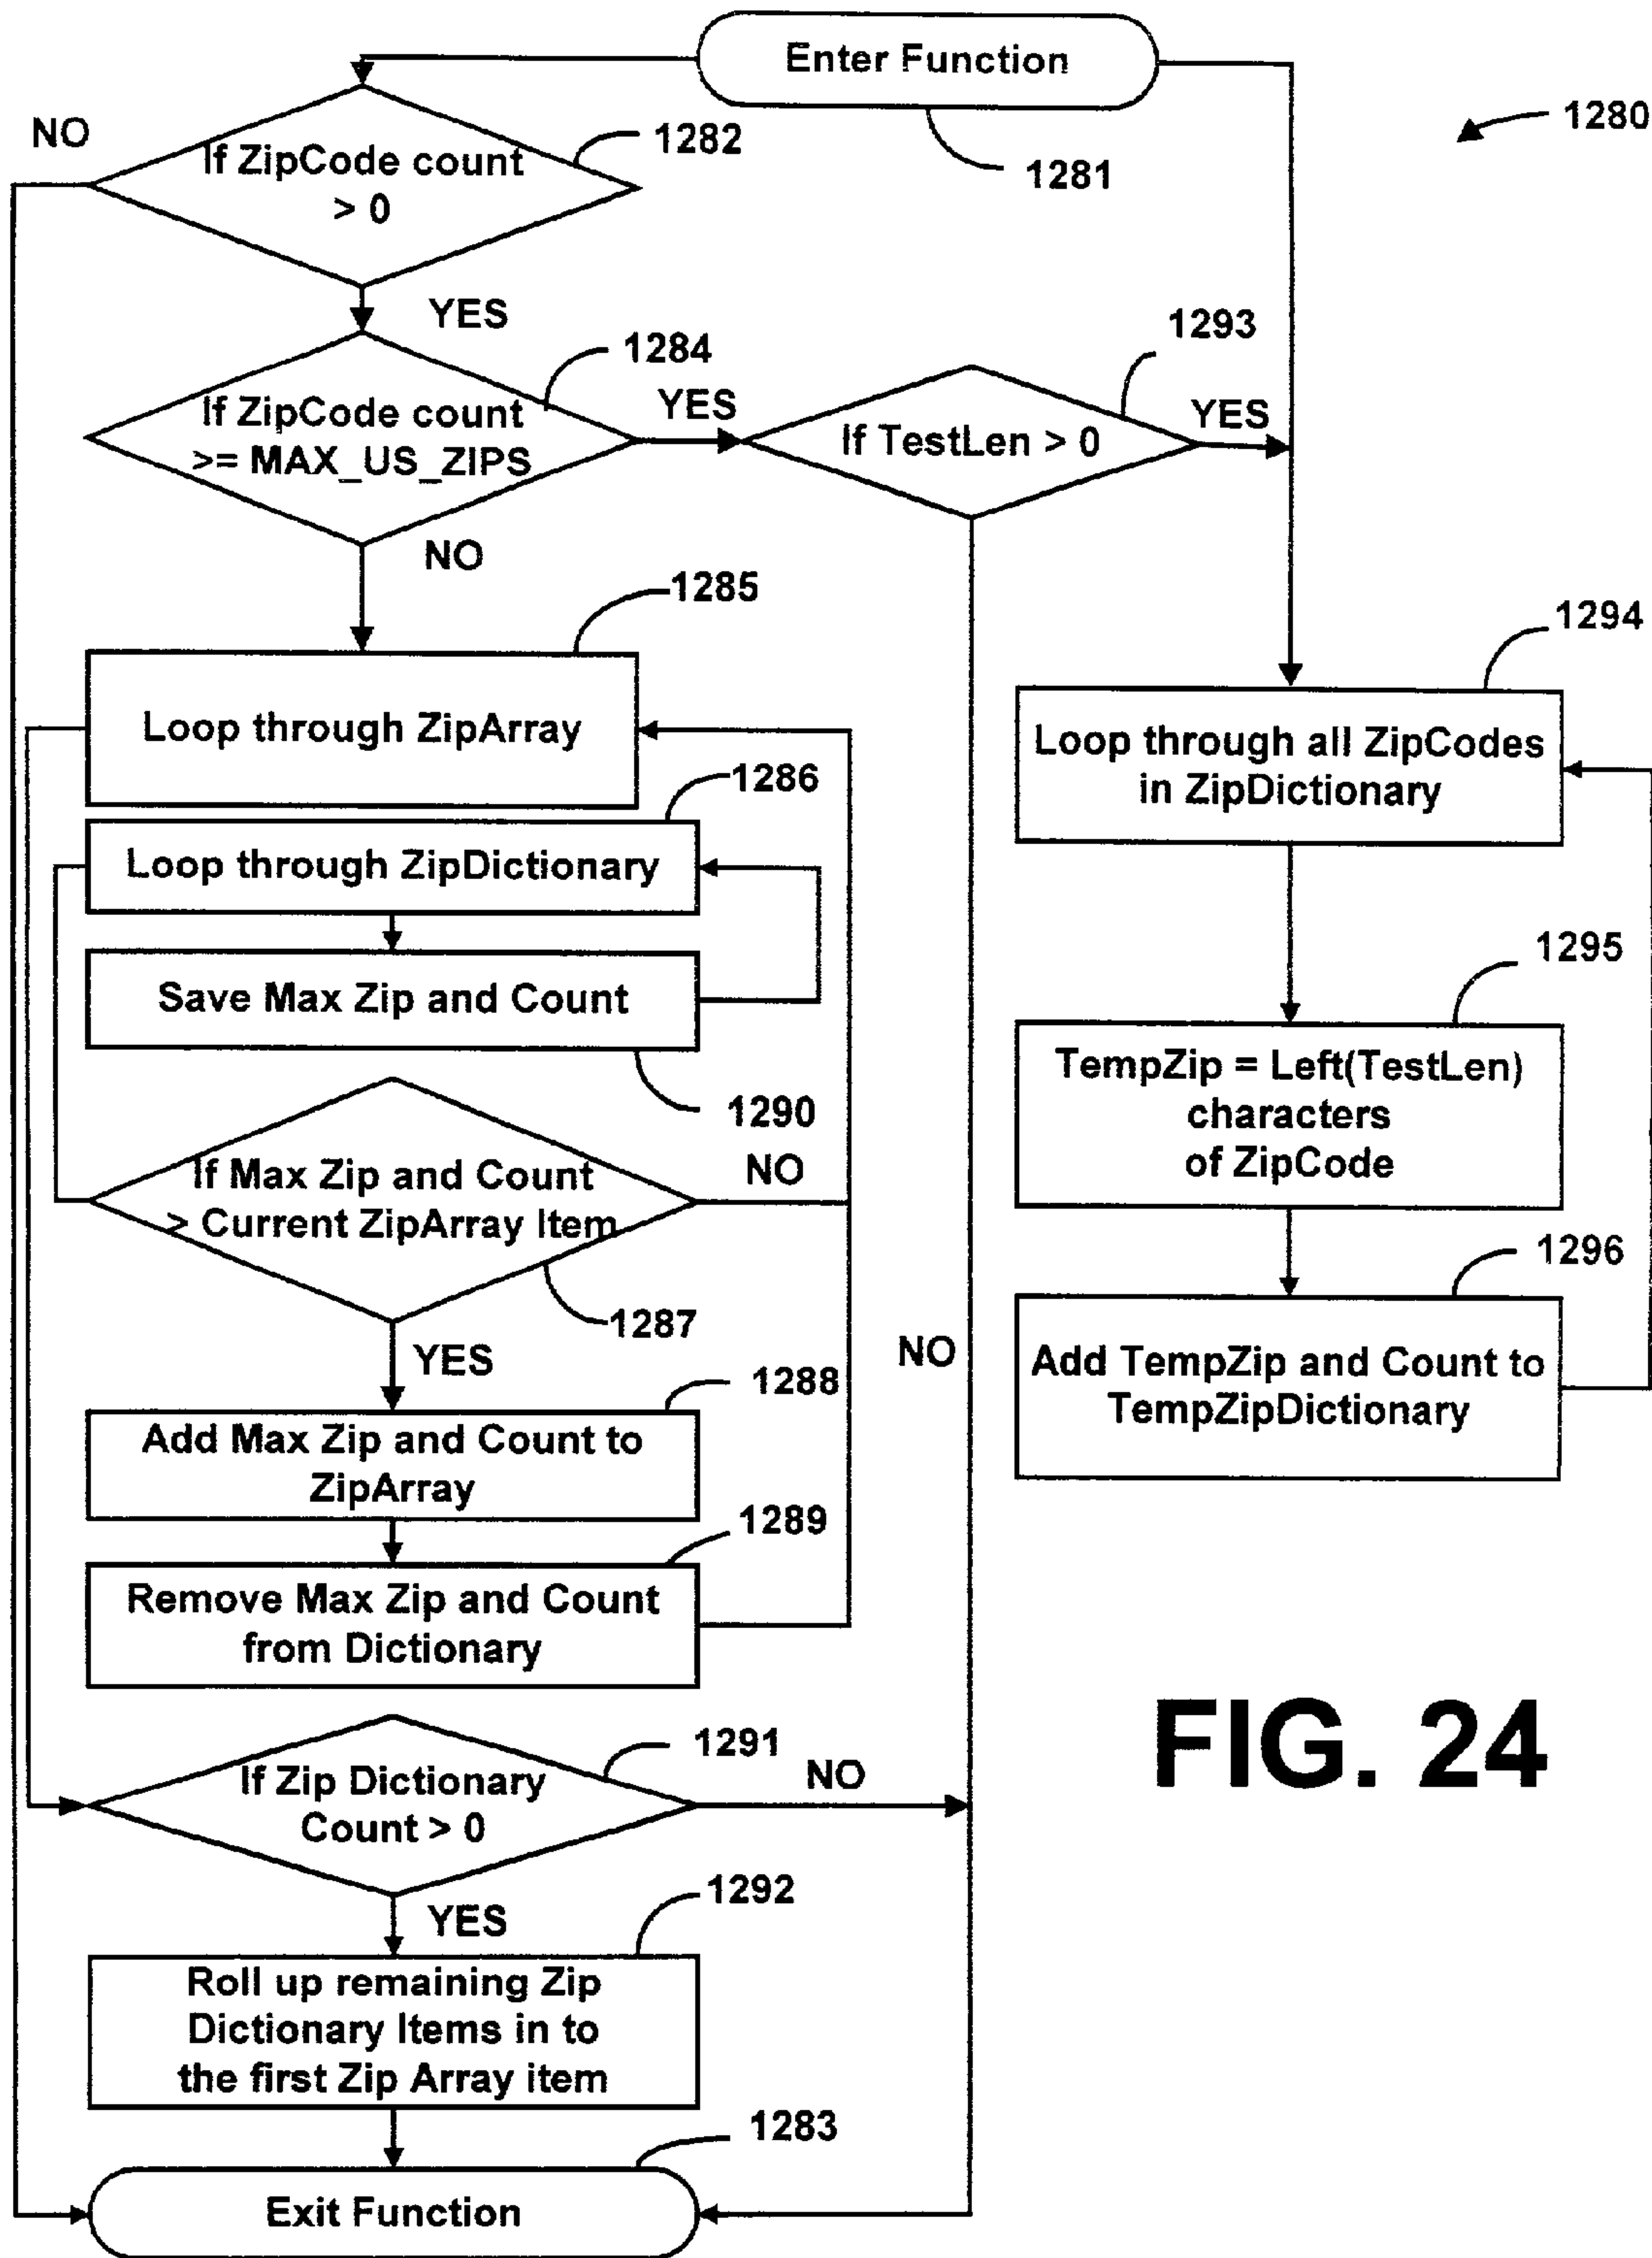 Enter Function
1280
NO
1282
1281
If ZipCode count
> 0
YES
1284
1293
If ZipCode count
>= MAX_US_ZIPS
YES
If TestLen > 0
YES
NO
1285
1294
Loop through ZipArray
Loop through all ZipCodes
in ZipDictionary
1286
Loop through ZipDictionary
1295
Save Max Zip and Count
TempZip = Left(TestLen)
characters
of ZipCode
1290
If Max Zip and Count
> Current ZipArray Item
NO
1296
1287
YES
NO
Add TempZip and Count to
TempZipDictionary
1288
Add Max Zip and Count to
ZipArray
1289
Remove Max Zip and Count
from Dictionary
FIG. 24
1291
If Zip Dictionary
Count > 0
NO
1292
YES
Roll up remaining Zip
Dictionary Items in to
the first Zip Array item
1283
Exit Function